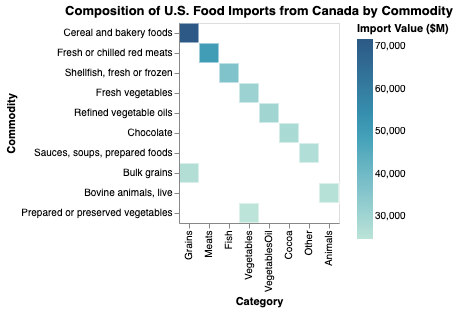 Composition of U.S. Food Imports from Canada by Commodity
Commodity
Cereal and bakery foods
Fresh or chilled red meats
Shellfish, fresh or frozen
Fresh vegetables
Refined vegetable oils
Chocolate
Sauces, soups, prepared foods
Bulk grains
Bovine animals, live
Prepared or preserved vegetables
Grains
Meats
Fish
Vegetables
VegetablesOil
Cocoa
Other
Animals
Category
Import Value ($M)
70,000
60,000
50,000
40,000
30,000